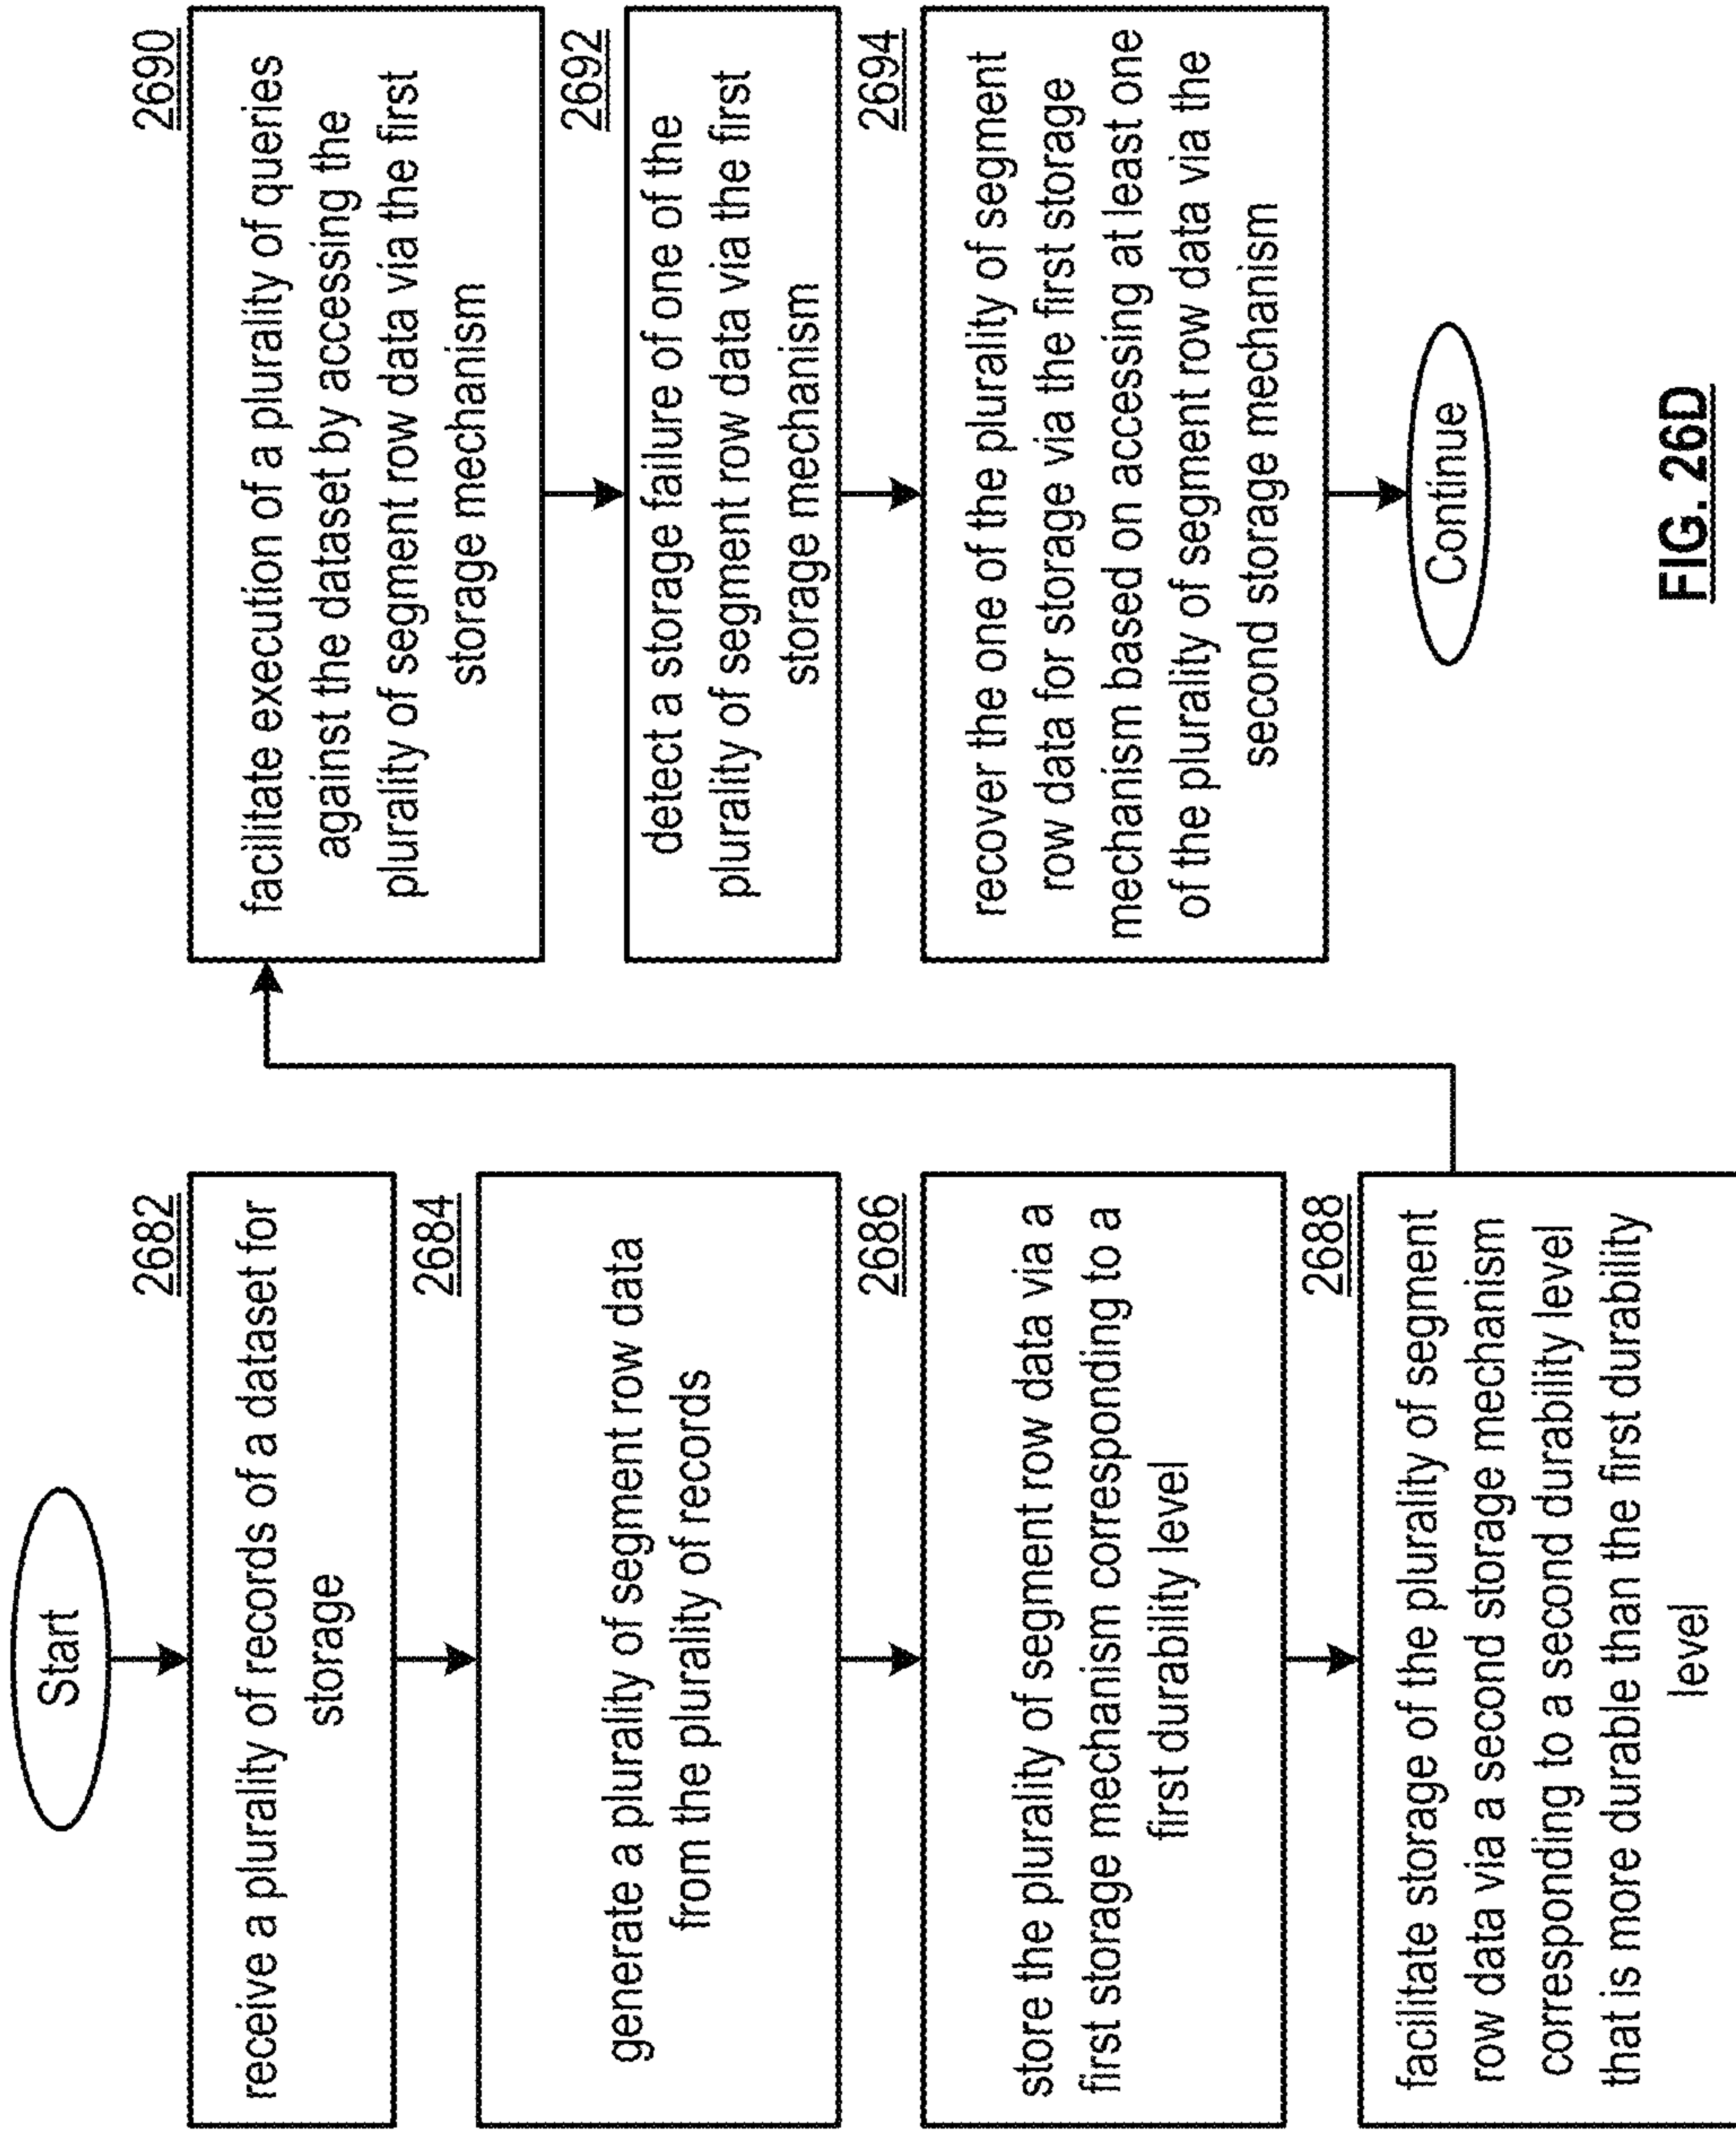 Start
2682
receive a plurality of records of a dataset for
storage
2684
generate a plurality of segment row data
from the plurality of records
2686
store the plurality of segment row data via a
first storage mechanism corresponding to a
first durability level
2688
facilitate storage of the plurality of segment
row data via a second storage mechanism
corresponding to a second durability level
that is more durable than the first durability
level
2690
facilitate execution of a plurality of queries
against the dataset by accessing the
plurality of segment row data via the first
storage mechanism
2692
detect a storage failure of one of the
plurality of segment row data via the first
storage mechanism
2694
recover the one of the plurality of segment
row data for storage via the first storage
mechanism based on accessing at least one
of the plurality of segment row data via the
second storage mechanism
Continue
FIG. 26D